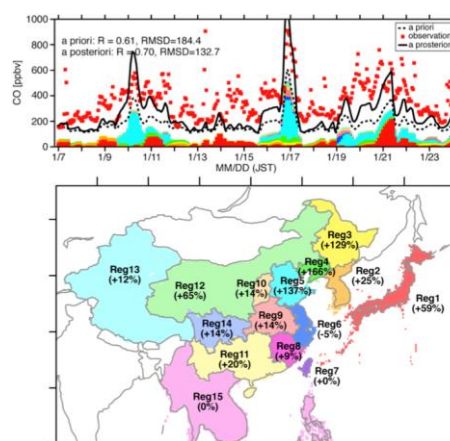 1000
800
600
400
200
0
CO [ppbv]
a priori: R = 0.61, RMSD=184.4
a posteriori: R = 0.70, RMSD=132.7
a priori
observation
a posterior
1/7 1/9 1/11 1/13 1/15 1/17 1/19 1/21 1/23
MM/DD (JST)
Reg3
(+129%)
Reg4
(+166%)
Reg13
(+12%)
Reg12
(+65%)
Reg10
(+14%)
Reg5
(+137%)
Reg2
(+25%)
Reg1
(+59%)
Reg14
(+14%)
Reg9
(+14%)
Reg6
(-5%)
Reg11
(+20%)
Reg8
(+9%)
Reg7
(+0%)
Reg15
(0%)